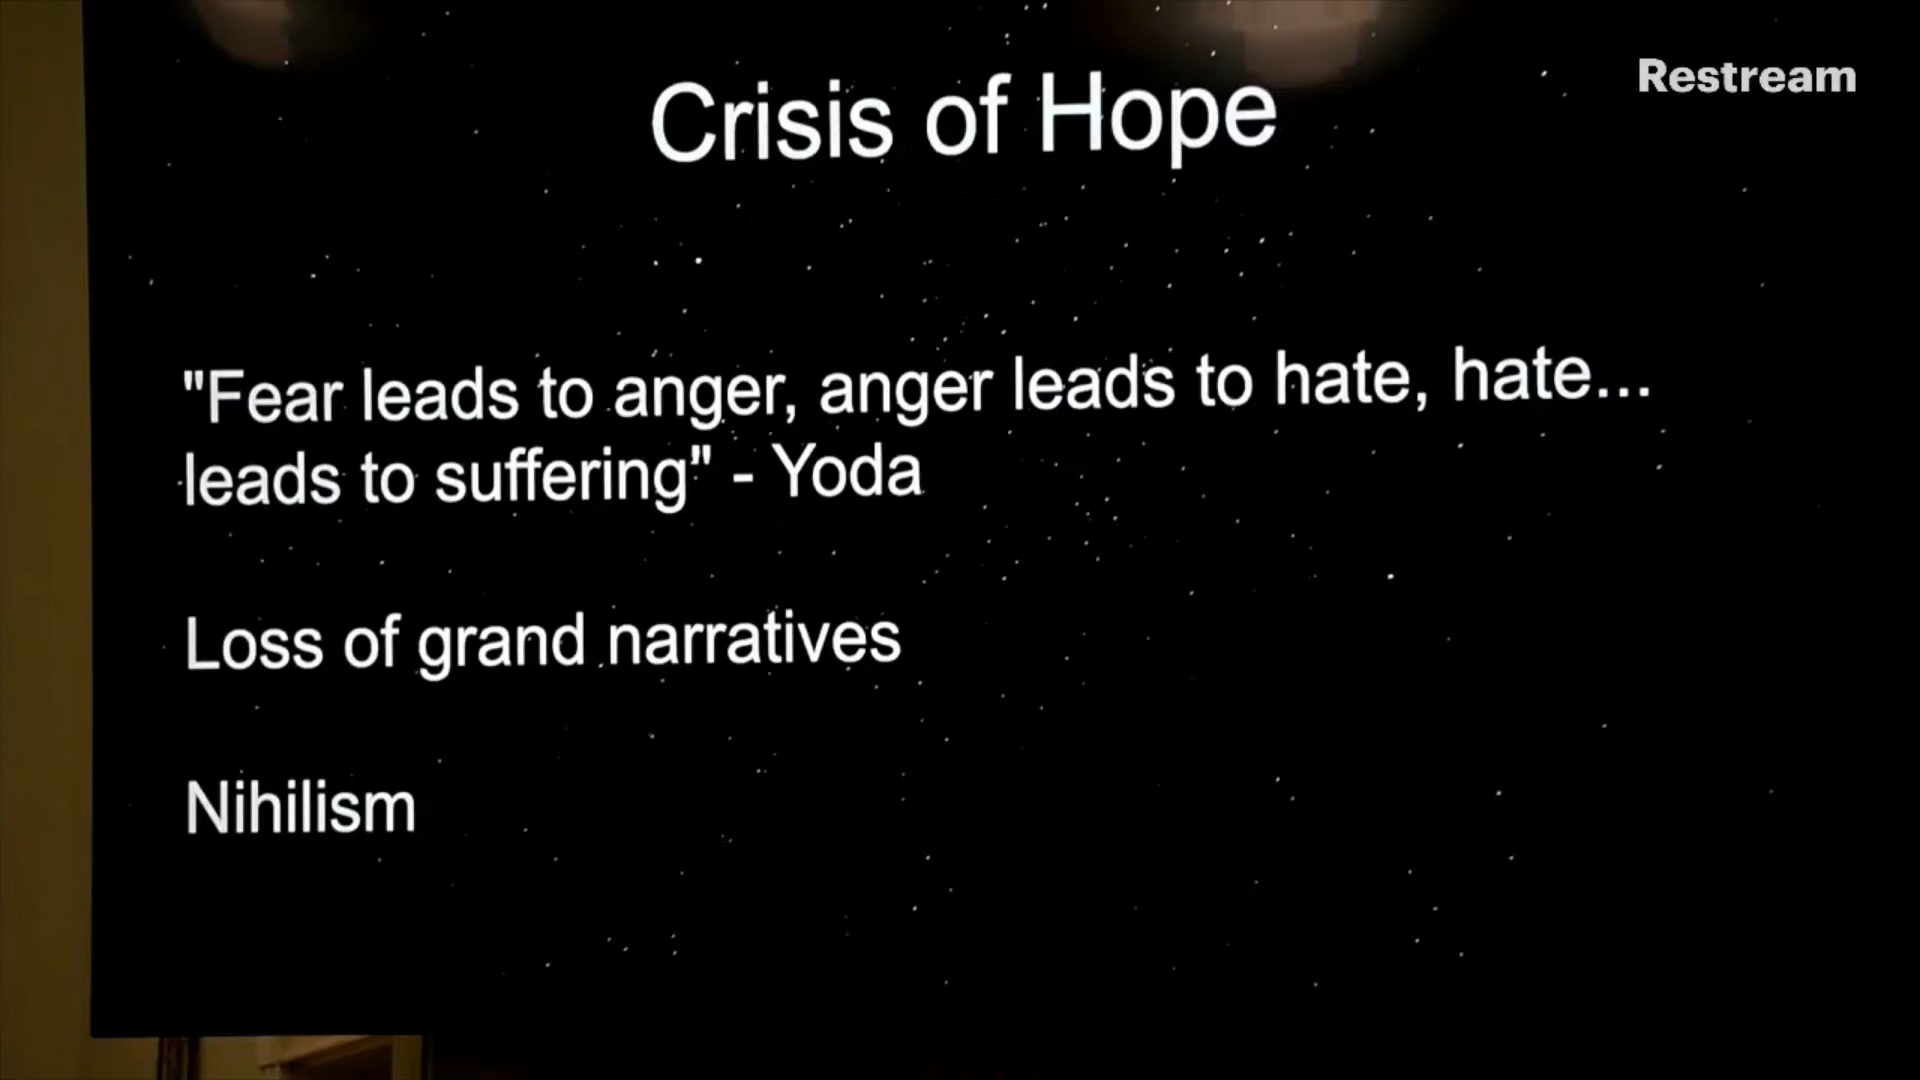 Restream
Crisis of Hope
"Fear leads to anger, anger leads to hate, hate...
leads to suffering" - Yoda
Loss of grand narratives
Nihilism